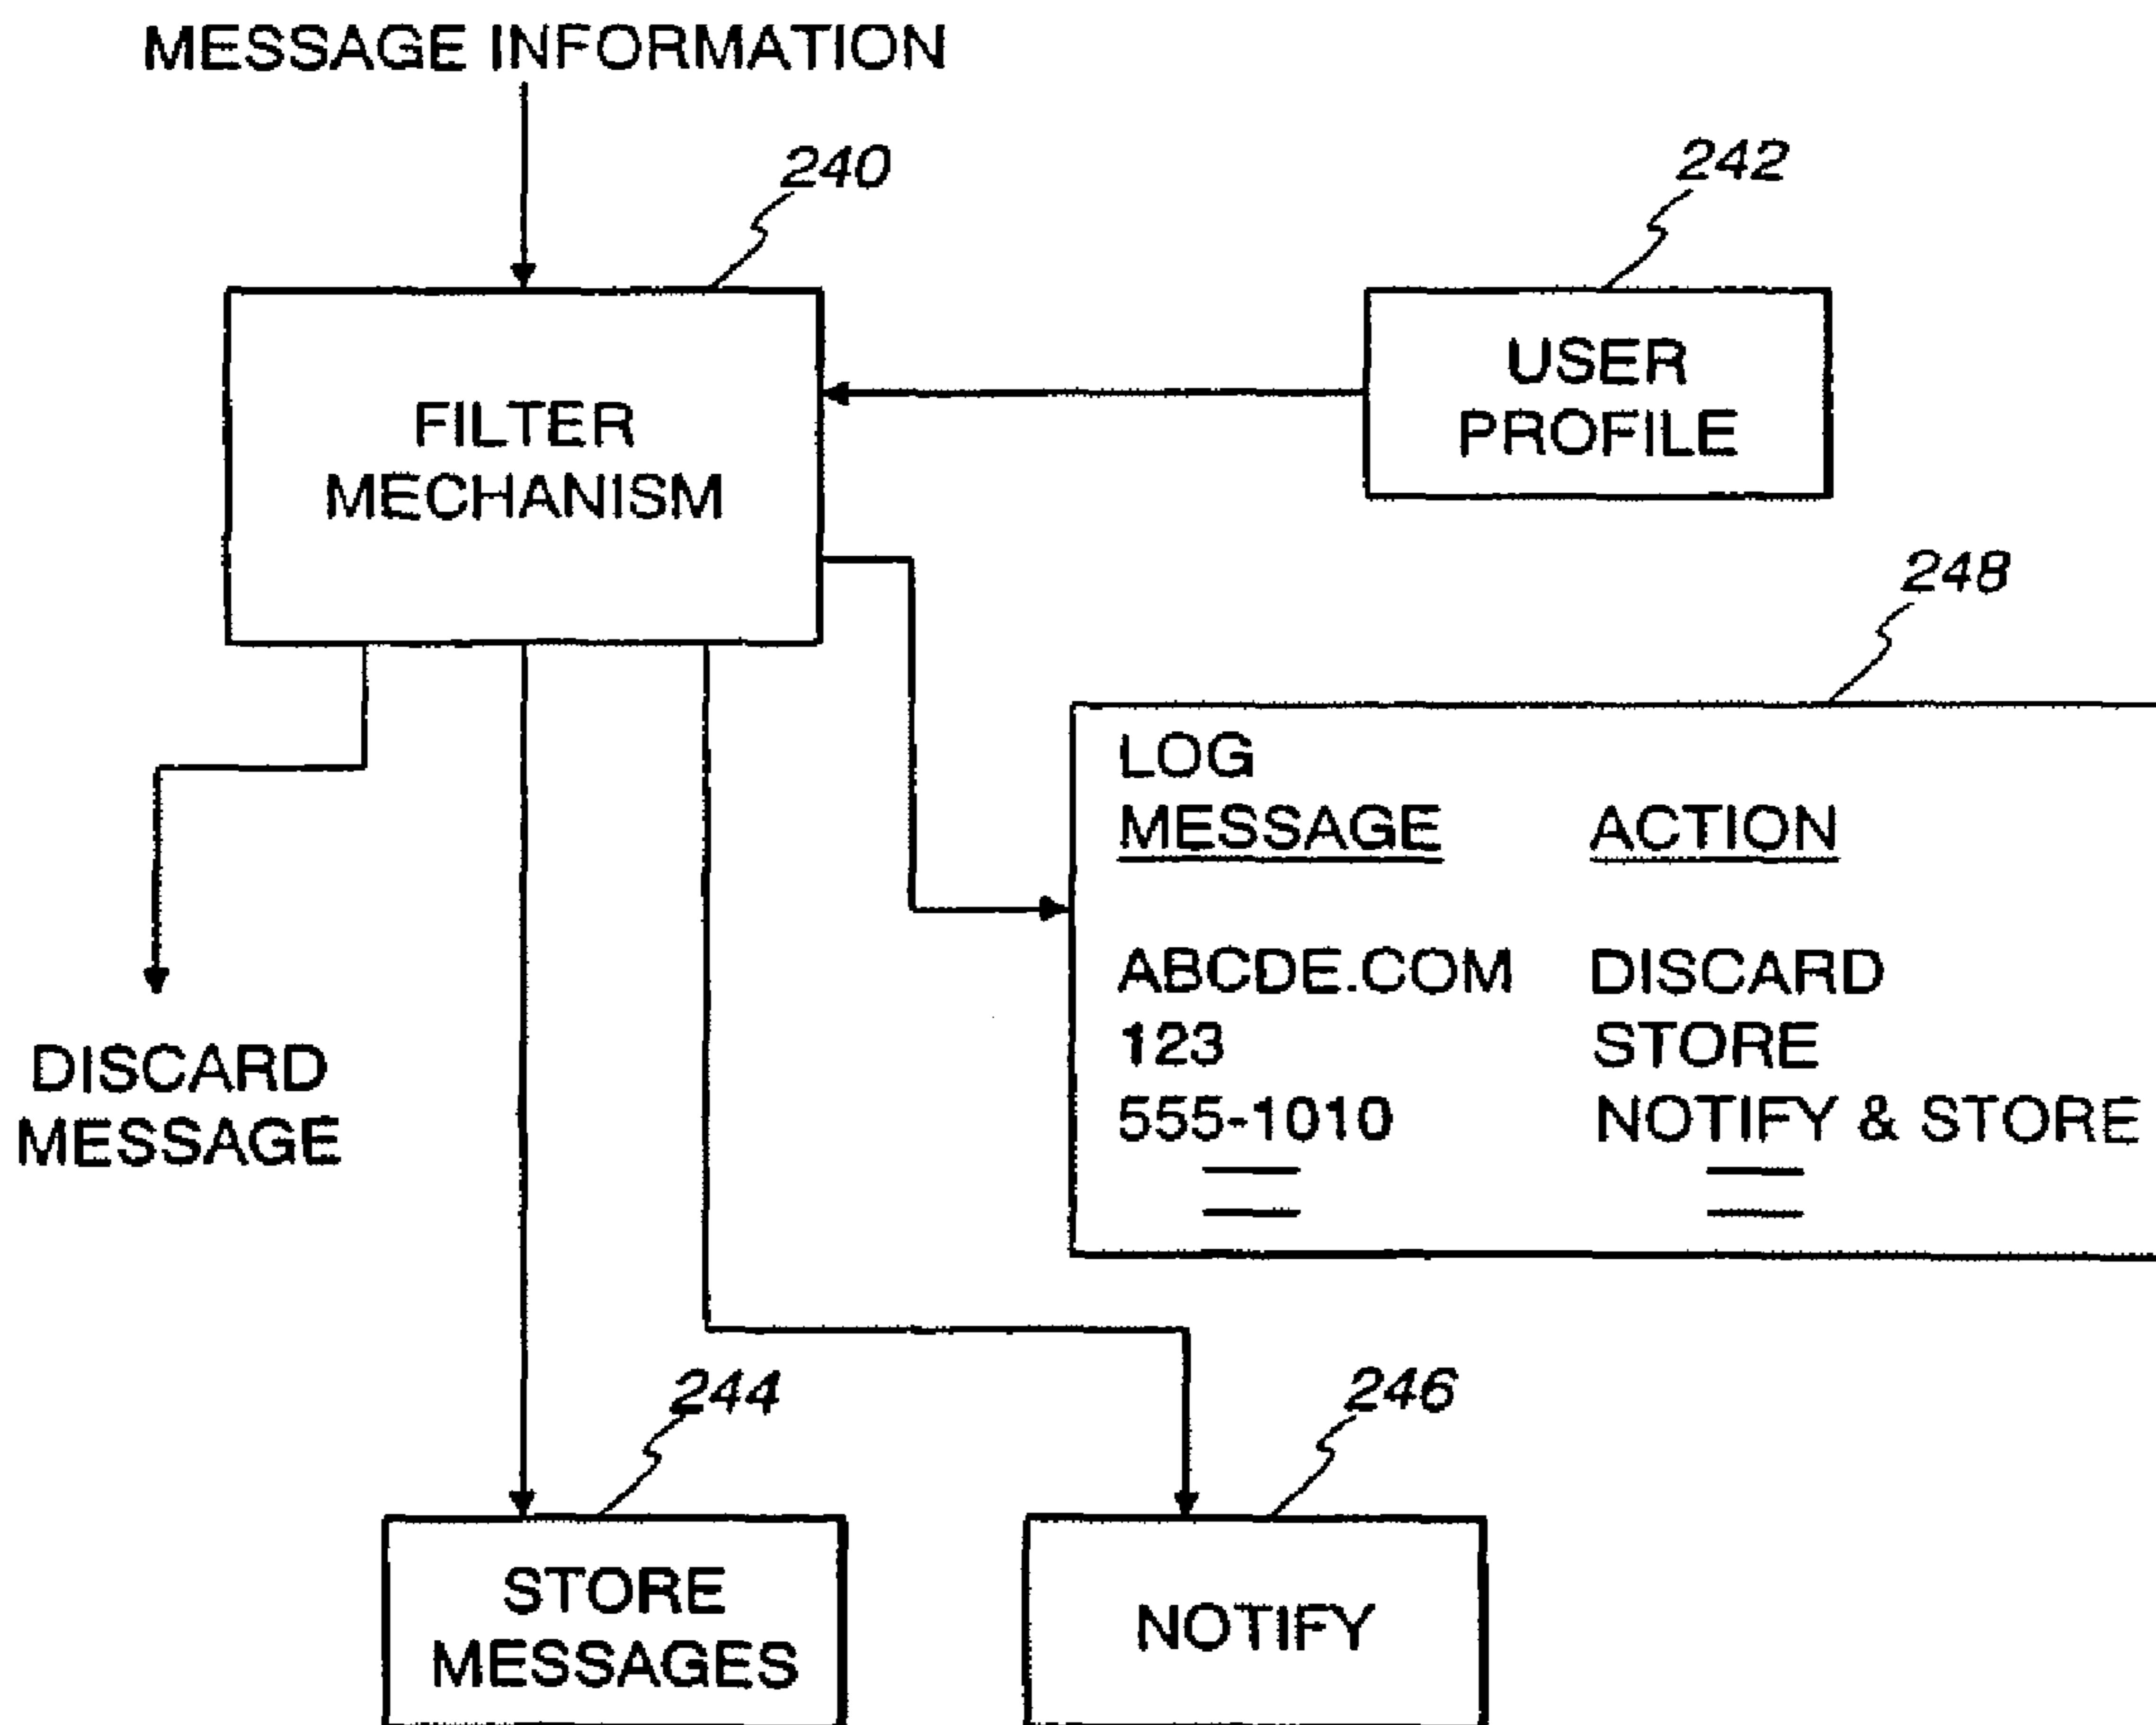 MESSAGE INFORMATION
240
242
FILTER
MECHANISM
USER
PROFILE
248
LOG
MESSAGE ACTION
ABCDE.COM DISCARD
123 STORE
555-1010 NOTIFY & STORE
DISCARD
MESSAGE
244
246
STORE
MESSAGES
NOTIFY